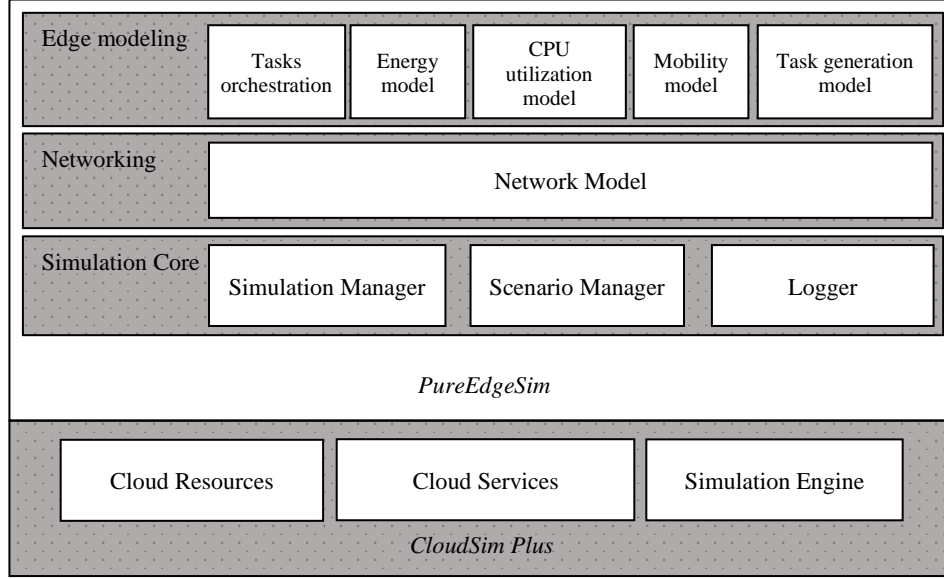 Edge modeling
Tasks
orchestration
Energy
model
CPU
utilization
model
Mobility
model
Task generation
model
Networking
Network Model
Simulation Core
Simulation Manager
Scenario Manager
Logger
PureEdgeSim
Cloud Resources
Cloud Services
Simulation Engine
CloudSim Plus